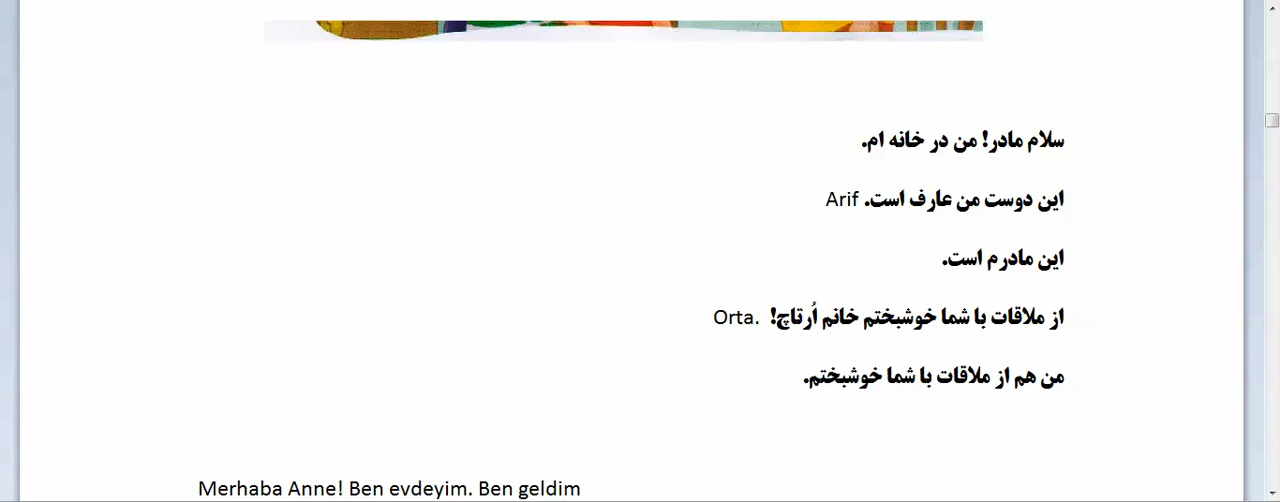 سلام مادر! من در خانه ام.
این دوست من عارف است. Arif
این مادرم است.
از ملاقات با شما خوشبختم خانم اُرتاچ! Orta.
من هم از ملاقات با شما خوشبختم.
Merhaba Anne! Ben evdeyim. Ben geldim